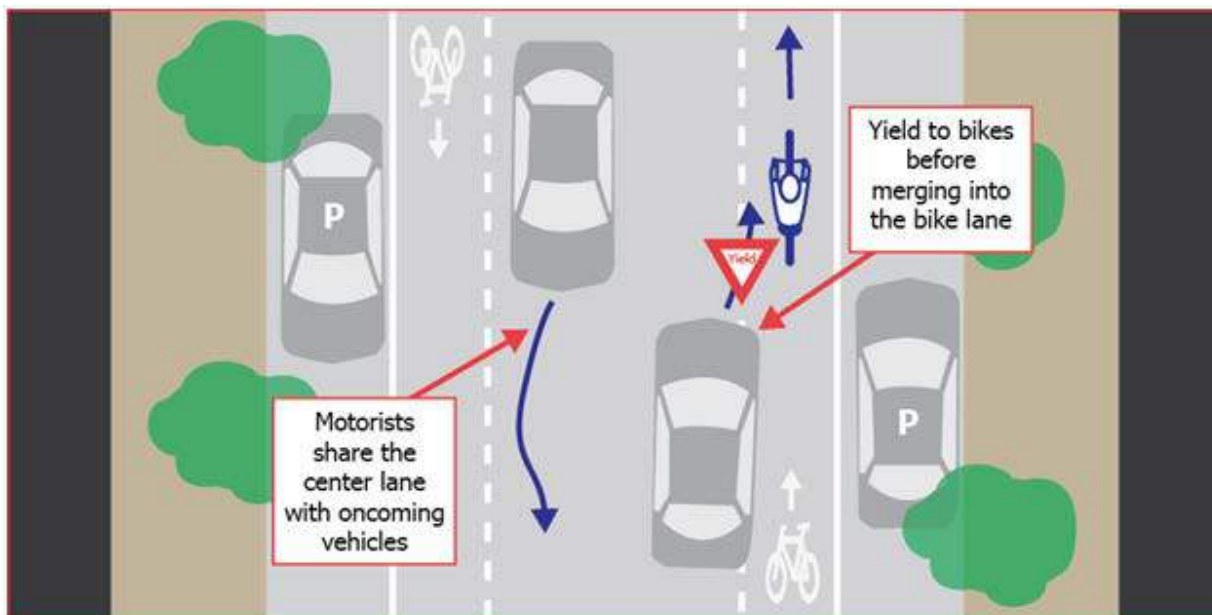 P
Motorists
share the
center lane
with oncoming
vehicles
Yield
Yield to bikes
before
merging into
the bike lane
P